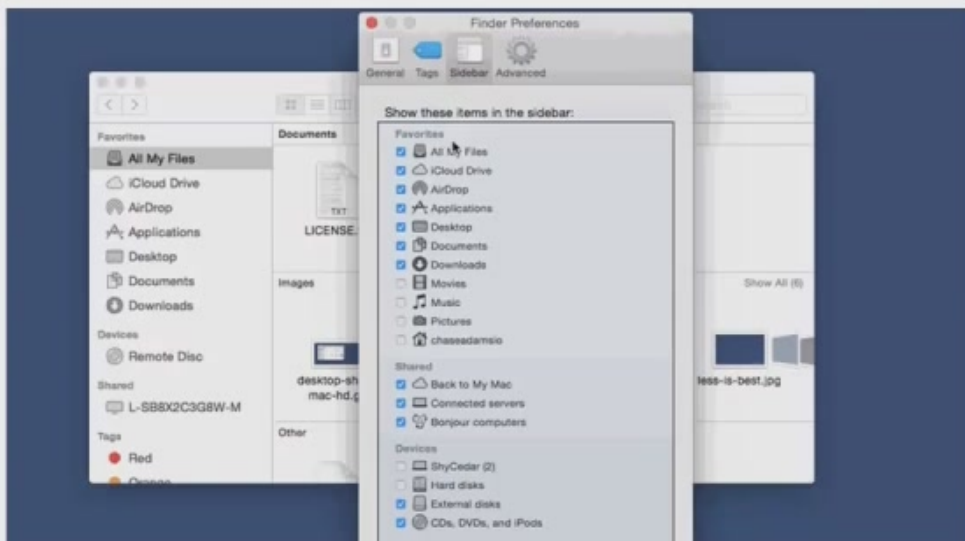 Finder Preferences
General Tags Sidebar Advanced
Show these items in the sidebar:
Favorites
All My Files
iCloud Drive
AirDrop
Applications
Desktop
Documents
Downloads
Movies
Music
Pictures
chaseadamsio
Shared
Back to My Mac
Connected servers
Bonjour computers
Devices
ShyCedar (2)
Hard disks
External disks
CDs, DVDs, and iPods
Favorites
All My Files
iCloud Drive
AirDrop
Applications
Desktop
Documents
Downloads
Devices
Remote Disc
Shared
L-SB8X2C3G8W-M
Tags
Red
Orange
Documents
TXT
LICENSE.
Images
Show All (6)
desktop-sh
mac-hd.g
less-is-best.jpg
Other